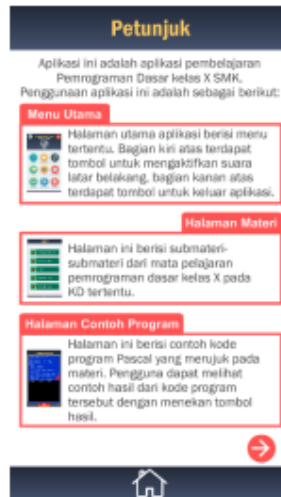 Petunjuk
Aplikasi ini adalah aplikasi pembelajaran
Pemrograman Dasar kelas X SMK.
Penggunaan aplikasi ini adalah sebagai berikut:
Menu Utama
Halaman utama aplikasi berisi menu
tertentu. Bagian kiri atas terdapat
tombol untuk mengaktifkan suara
latar belakang, bagian kanan atas
terdapat tombol untuk keluar aplikasi.
Halaman Materi
Halaman ini berisi submateri-
submateri dari mata pelajaran
pemrograman dasar kelas X pada
KD tertentu.
Halaman Contoh Program
Halaman ini berisi contoh kode
program Pascal yang merujuk pada
materi. Pengguna dapat melihat
contoh hasil dari kode program
tersebut dengan menekan tombol
hasil.